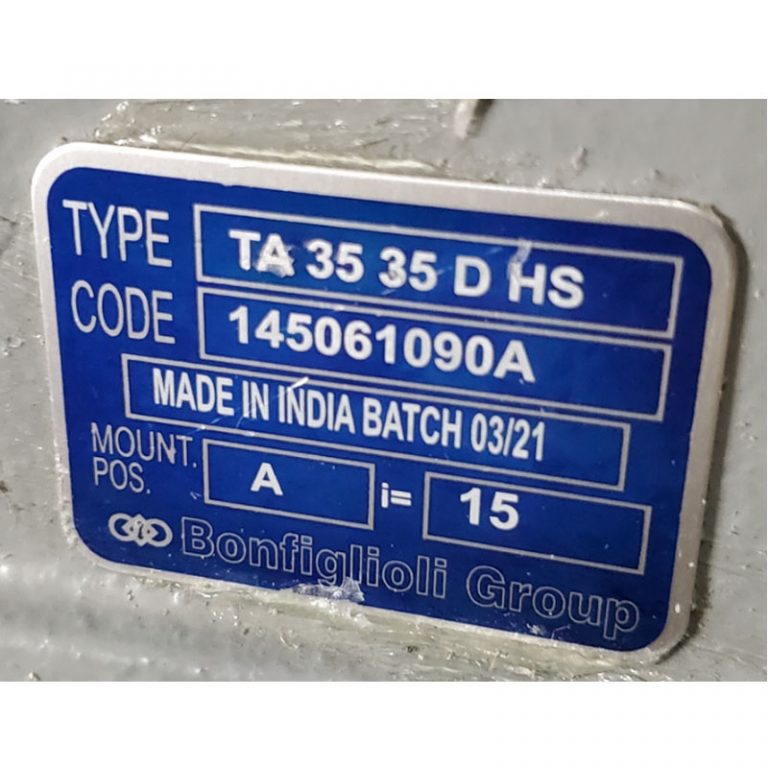 TYPE TA 35 35 D HS
CODE 145061090A
MADE IN INDIA BATCH 03/21
MOUNT. POS. A i= 15
Bonfiglioli Group